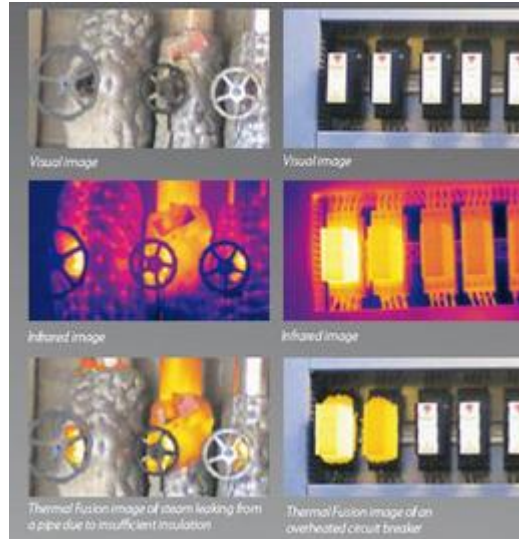 Visual image
Visual image
Infrared image
Infrared image
Thermal Fusion image of steam leaking from
a pipe due to insufficient insulation
Thermal Fusion image of an
overheated circuit breaker